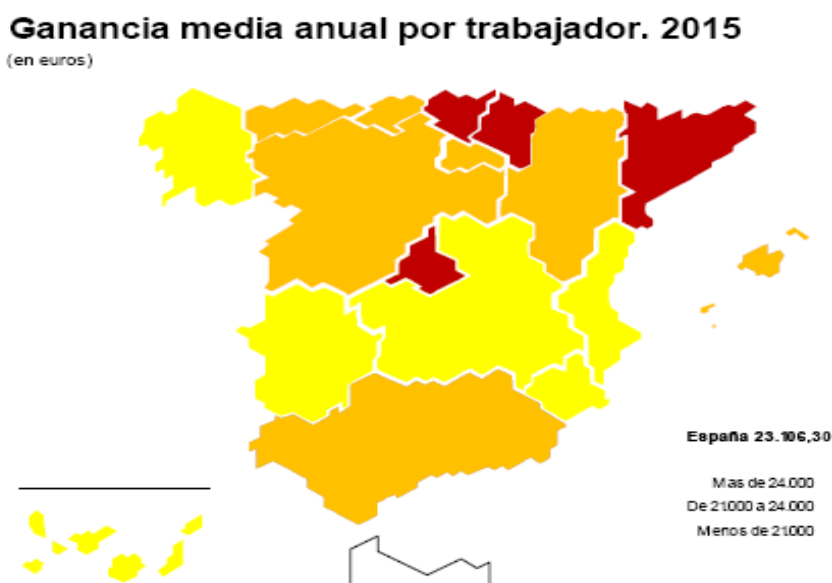 Ganancia media anual por trabajador. 2015
(en euros)
España 23.106,30
Mas de 24.000
De 21000 a 24.000
Menos de 21000